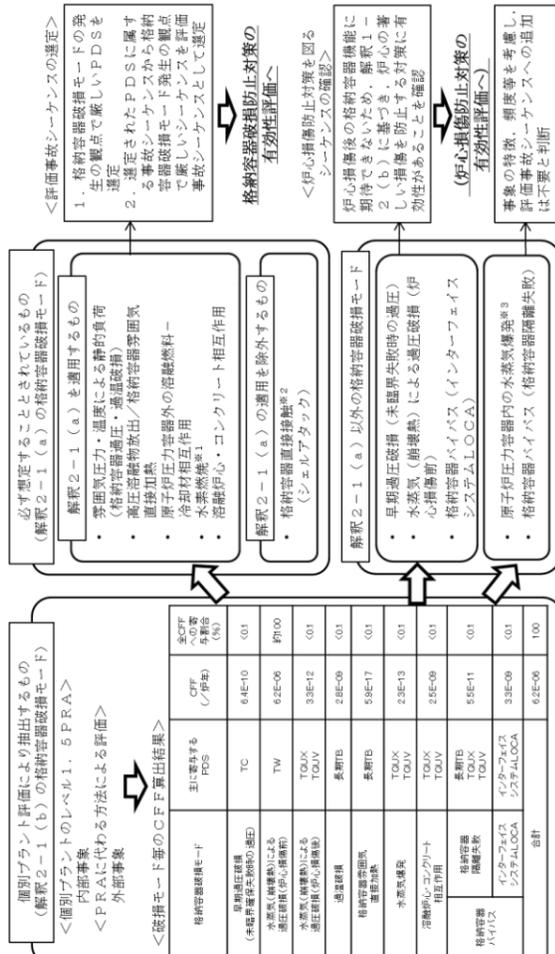 個別プラント評価により抽出するもの
(解釈2-1(b)の格納容器破損モード)
<個別プラントのレベル1.5PRA>
内部事象
<PRAに代わる方法による評価>
外部事象
<破損モード毎のCFF算出結果>
格納容器破損モード
主に寄与する
PDS
CFF
(/炉年)
全CFF
への寄
与割合
(%)
早期過圧破損
(未臨界確保失敗時の過圧)
TC
6.4E-10
<0.1
水蒸気(崩壊熱)による
過圧破損(炉心損傷前)
TW
6.2E-06
約100
水蒸気(崩壊熱)による
過圧破損(炉心損傷後)
TQUX
TQUV
3.3E-12
<0.1
過温破損
長期TB
2.8E-09
<0.1
格納容器雰囲気
直接加熱
長期TB
5.9E-17
<0.1
水蒸気爆発
TQUX
TQUV
2.3E-13
<0.1
溶融炉心・コンクリート
相互作用
TQUX
TQUV
2.5E-09
<0.1
格納容器
バイパス
格納容器
隔離失敗
長期TB
TQUX
TQUV
5.5E-11
<0.1
インターフェイス
システムLOCA
インターフェイス
システムLOCA
3.3E-09
<0.1
合計
6.2E-06
100
必ず想定することとされているもの
(解釈2-1(a)の格納容器破損モード)
解釈2-1(a)を適用するもの
・ 雰囲気圧力・温度による静的負荷
(格納容器過圧・過温破損)
・ 高圧溶融物放出/格納容器雰囲気
直接加熱
・ 原子炉圧力容器外の溶融燃料-
冷却材相互作用
・ 水素燃焼※1
・ 溶融炉心・コンクリート相互作用
解釈2-1(a)の適用を除外するもの
・ 格納容器直接接触※2
(シェルアタック)
解釈2-1(a)以外の格納容器破損モード
・ 早期過圧破損(未臨界失敗時の過圧)
・ 水蒸気(崩壊熱)による過圧破損(炉
心損傷前)
・ 格納容器バイパス(インターフェイス
システムLOCA)
・ 原子炉圧力容器内の水蒸気爆発※3
・ 格納容器バイパス(格納容器隔離失敗)
<評価事故シーケンスの選定>
1.格納容器破損モードの発
生の観点で厳しいPDSを
選定
2.選定されたPDSに属す
る事故シーケンスから格納
容器破損モード発生の観点
で厳しいシーケンスを評価
事故シーケンスとして選定
格納容器破損防止対策の
有効性評価へ
<炉心損傷防止対策を図る
シーケンスの確認>
炉心損傷後の格納容器機能に
期待できないため、解釈1-
2(b)に基づき、炉心の著
しい損傷を防止する対策に有
効性があることを確認
(炉心損傷防止対策の
有効性評価へ)
事象の特徴,頻度等を考慮し,
評価事故シーケンスへの追加
は不要と判断